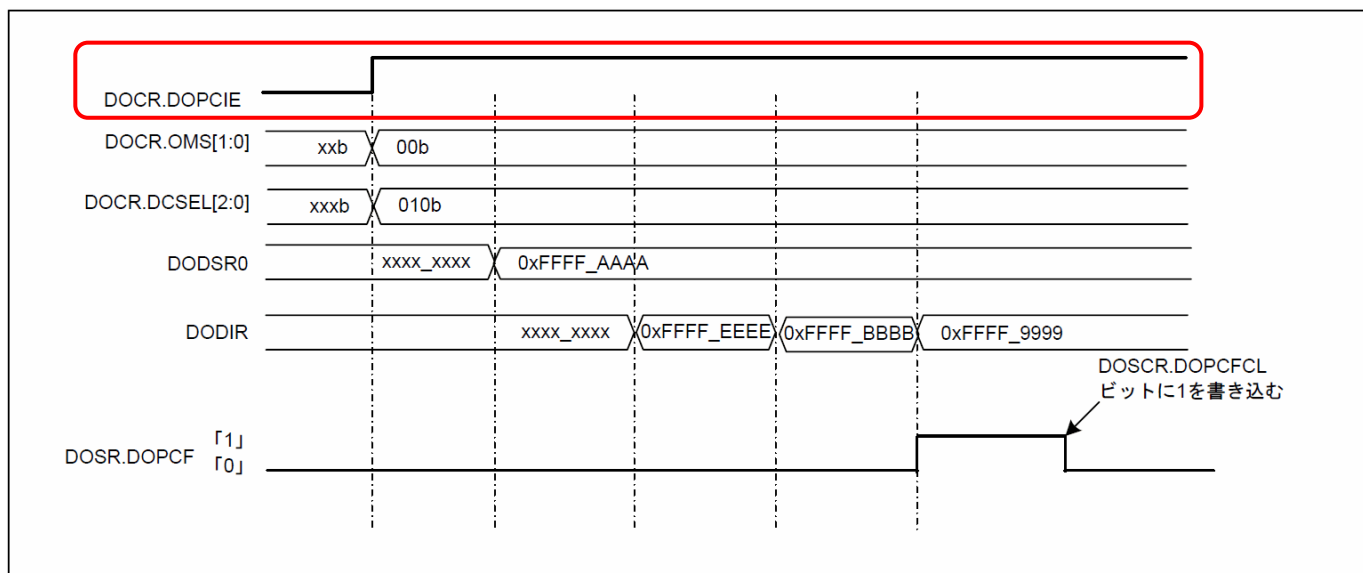 DOCR.DOPCIE
DOCR.OMS[1:0] xxb 00b
DOCR.DCSEL[2:0] xxxb 010b
DODSR0 xxxx_xxxx 0xFFFF_AAAA
DODIR xxxx_xxxx 0xFFFF_EEEE 0xFFFF_BBBB 0xFFFF_9999
DOSCR.DOPCFCL
ビットに1を書き込む
DOSR.DOPCF 「1」
「0」